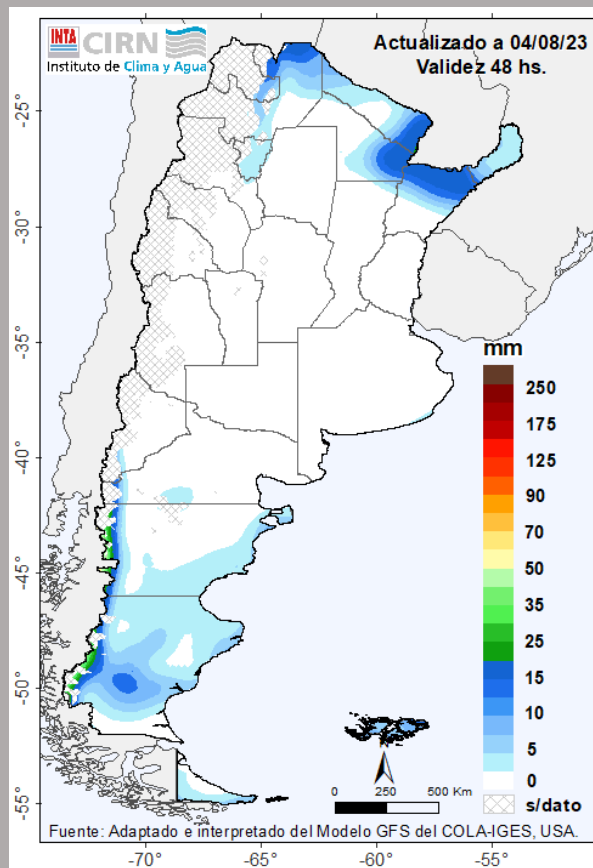 INTA CIRN
Instituto de Clima y Agua
Actualizado a 04/08/23
Validez 48 hs.
-25°
-30°
-35°
-40°
-45°
-50°
-55°
mm
250
175
125
90
70
50
35
25
15
10
5
0
s/dato
0 250 500 Km
Fuente: Adaptado e interpretado del Modelo GFS del COLA-IGES, USA.
-70° -65° -60° -55°